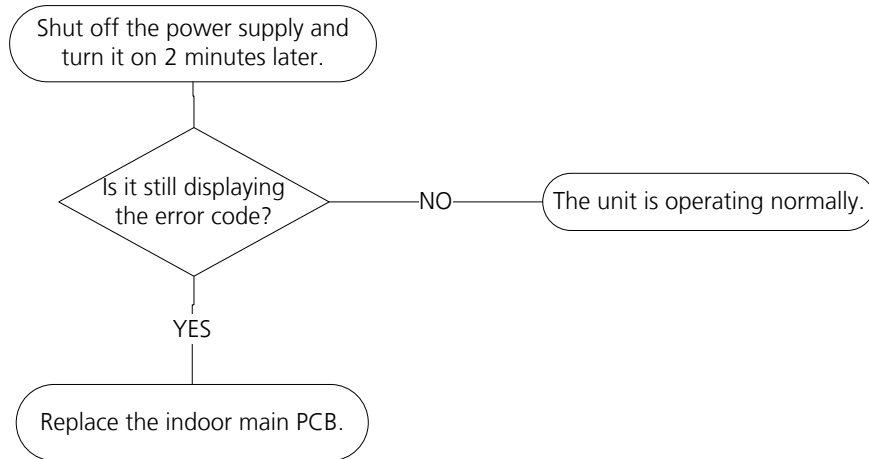 Shut off the power supply and
turn it on 2 minutes later.
Is it still displaying
the error code?
NO
The unit is operating normally.
YES
Replace the indoor main PCB.